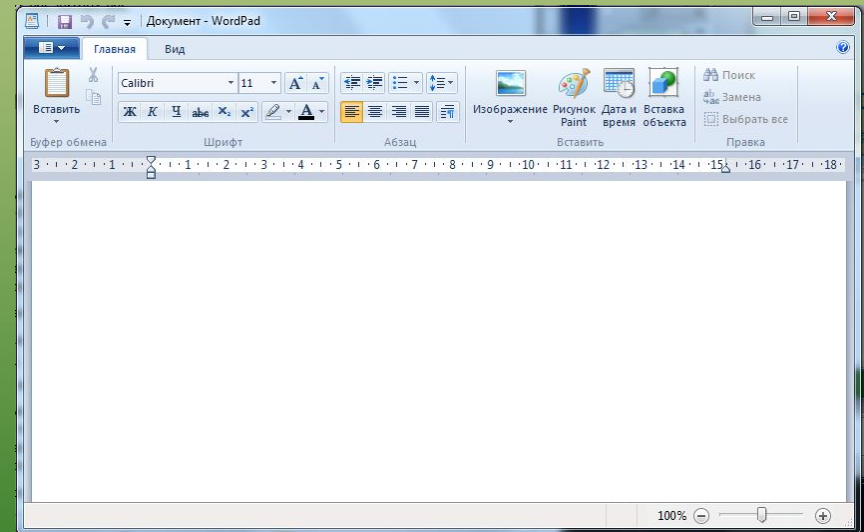 Документ - WordPad
Главная Вид
Вставить
Calibri 11
Ж К Ч abc X₂ X²
Изображение Рисунок Paint Дата и время Вставка объекта
Поиск
Замена
Выбрать все
Буфер обмена Шрифт Абзац Вставить Правка
3 2 1 1 2 3 4 5 6 7 8 9 10 11 12 13 14 15 16 17 18
100%